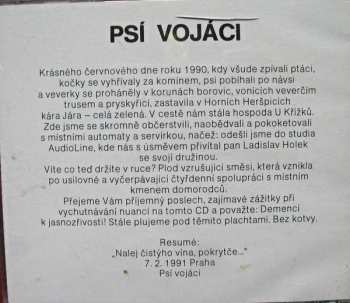 PSÍ VOJÁCI
Krásného červnového dne roku 1990, kdy všude zpívali ptáci,
kočky se vyhřívaly za komínem, psi pobíhali po návsi
a veverky se proháněly v korunách borovic, vonících veverčím
trusem a pryskyřicí, zastavila v Horních Heršpicích
kára Jára – celá zelená. V cestě nám stála hospoda U Křížků.
Zde jsme se skromně občerstvili, naobědvali a pokoketovali
s místními automaty a servírkou, načež: odešli jsme do studia
AudioLine, kde nás s úsměvem přivítal pan Ladislav Holek
se svojí družinou.
Víte co teď držíte v ruce? Plod vzrušující směsi, která vznikla
po usilovné a vyčerpávající čtyřdenní spolupráci s místním
kmenem domorodců.
Přejeme Vám příjemný poslech, zajímavé zážitky při
vychutnávání nuancí na tomto CD a považte: Demencí
k jasnozřivosti! Stále plujeme pod těmito plachtami. Bez kotvy.
Resumé:
„Nalej čistýho vína, pokrytče..."
7. 2. 1991 Praha
Psí vojáci